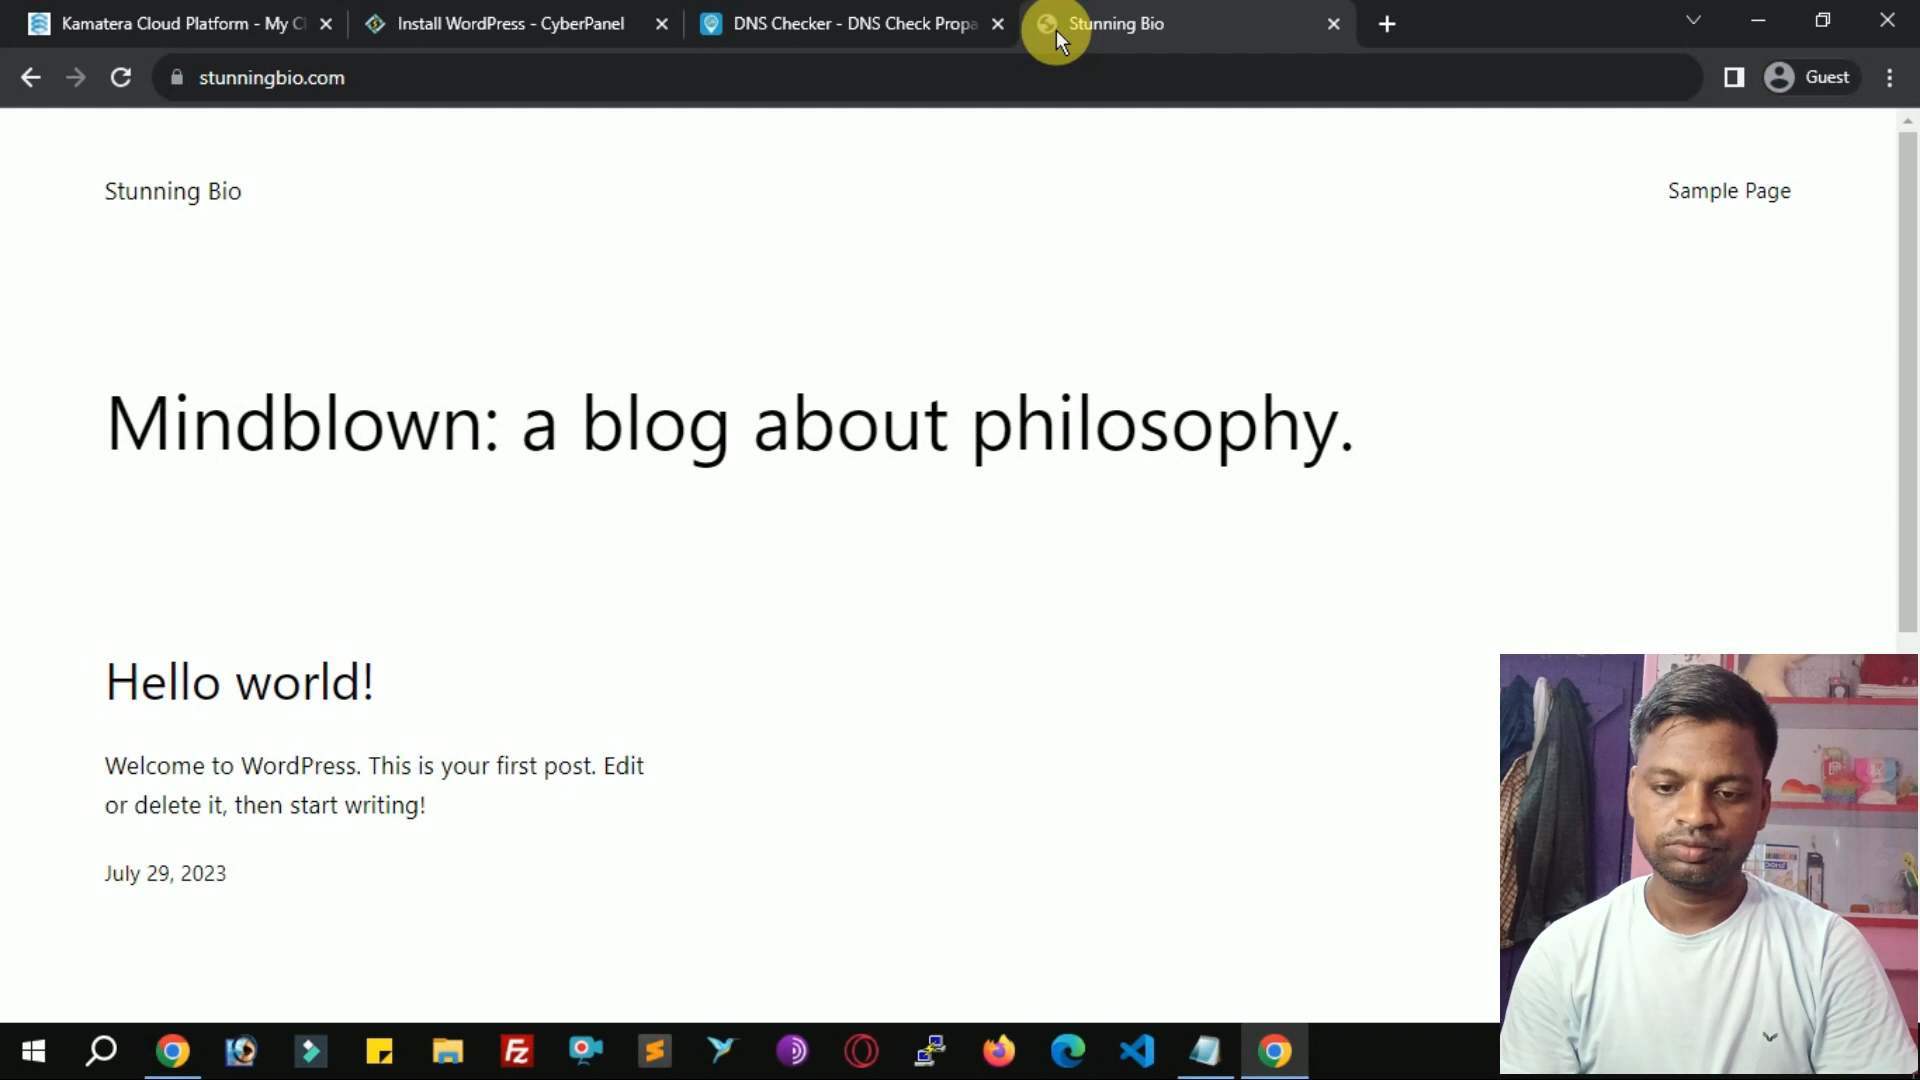 Kamatera Cloud Platform - My C
Install WordPress - CyberPanel
DNS Checker - DNS Check Propa
Stunning Bio
stunningbio.com
Guest
Stunning Bio
Sample Page
Mindblown: a blog about philosophy.
Hello world!
Welcome to WordPress. This is your first post. Edit
or delete it, then start writing!
July 29, 2023
Fz